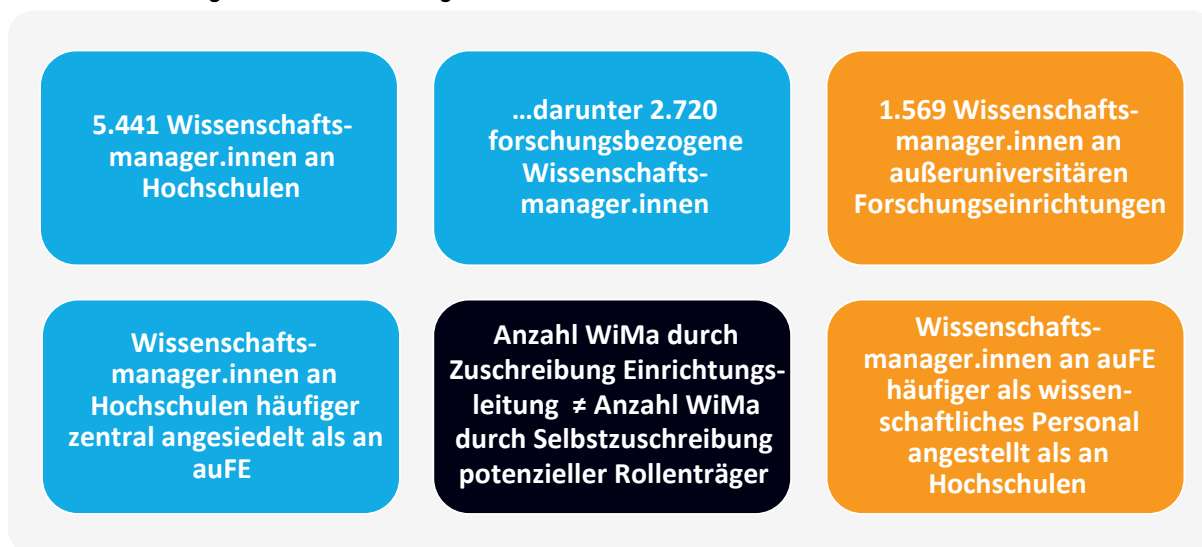 5.441 Wissenschafts-
manager.innen an
Hochschulen
…darunter 2.720
forschungsbezogene
Wissenschafts-
manager.innen
1.569 Wissenschafts-
manager.innen an
außeruniversitären
Forschungseinrichtungen
Wissenschafts-
manager.innen an
Hochschulen häufiger
zentral angesiedelt als an
auFE
Anzahl WiMa durch
Zuschreibung Einrichtungs-
leitung ≠ Anzahl WiMa
durch Selbstzuschreibung
potenzieller Rollenträger
Wissenschafts-
manager.innen an auFE
häufiger als wissen-
schaftliches Personal
angestellt als an
Hochschulen